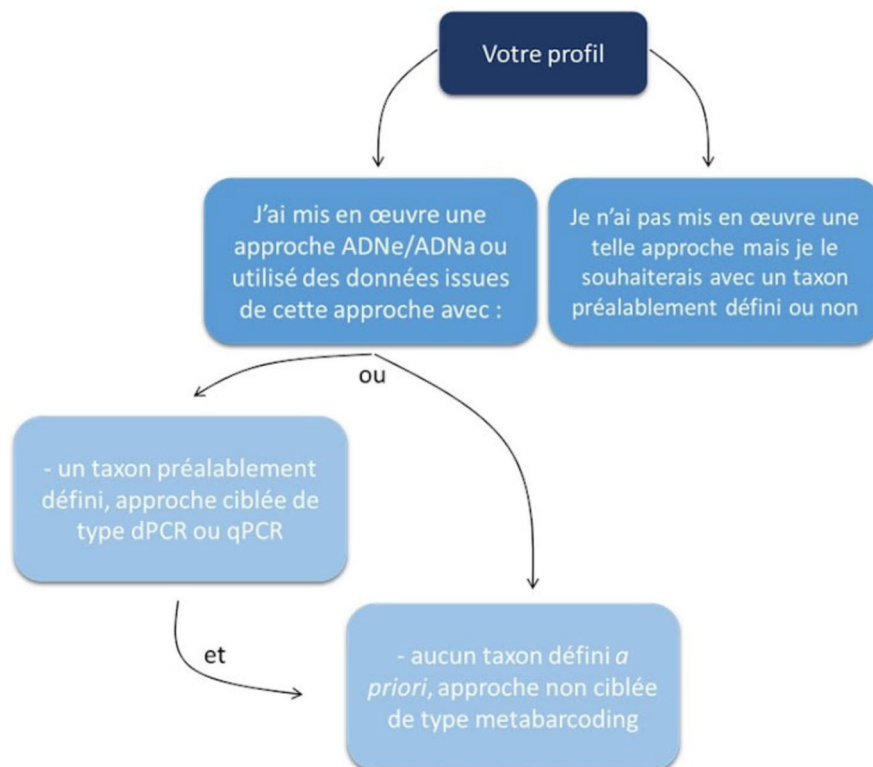 Votre profil
J'ai mis en œuvre une
approche ADNe/ADNa ou
utilisé des données issues
de cette approche avec :
Je n'ai pas mis en œuvre une
telle approche mais je le
souhaiterais avec un taxon
préalablement défini ou non
ou
- un taxon préalablement
défini, approche ciblée de
type dPCR ou qPCR
et
- aucun taxon défini a
priori, approche non ciblée
de type metabarcoding